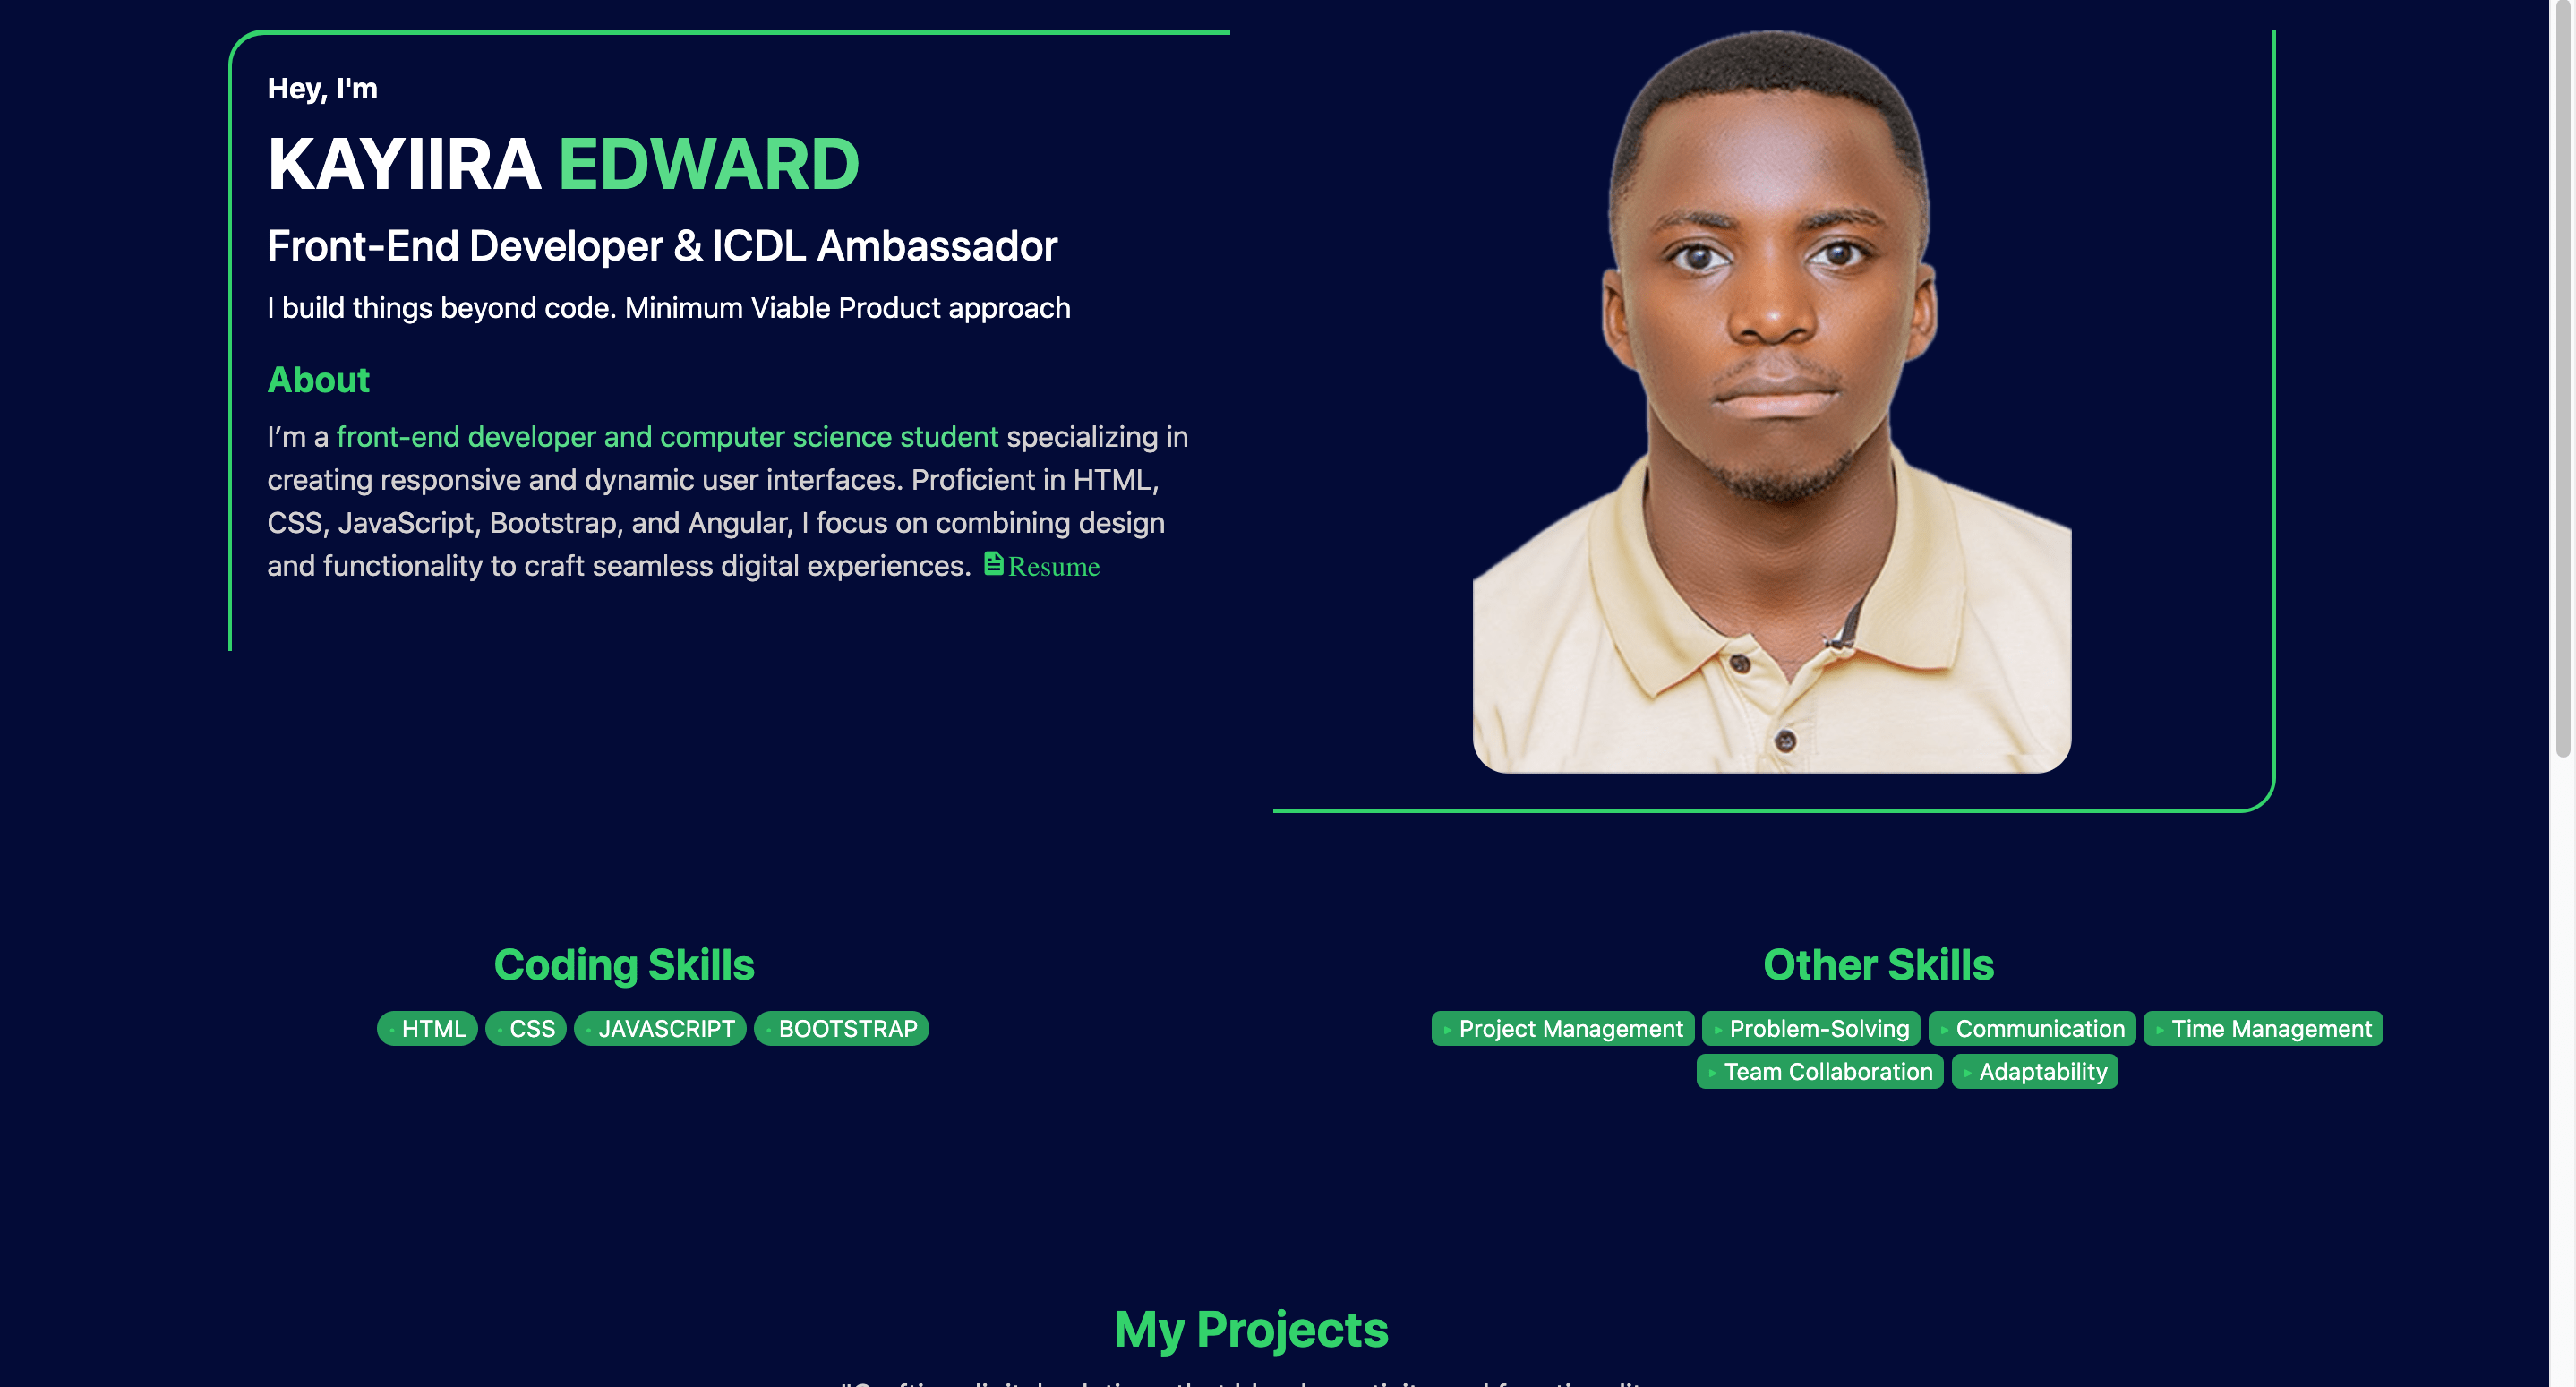 Hey, I'm
KAYIIRA EDWARD
Front-End Developer & ICDL Ambassador
I build things beyond code. Minimum Viable Product approach
About
I’m a front-end developer and computer science student specializing in
creating responsive and dynamic user interfaces. Proficient in HTML,
CSS, JavaScript, Bootstrap, and Angular, I focus on combining design
and functionality to craft seamless digital experiences. Resume
Coding Skills
HTML CSS JAVASCRIPT BOOTSTRAP
Other Skills
Project Management Problem-Solving Communication Time Management
Team Collaboration Adaptability
My Projects